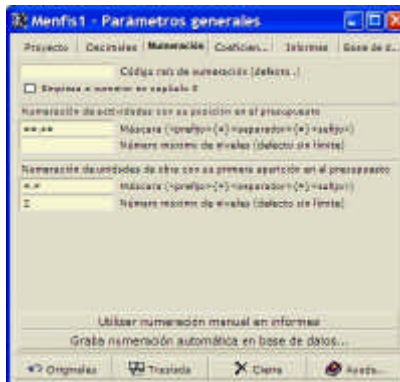 Menfis1 - Parámetros generales
Proyecto Decimales Numeración Coeficien... Informes Base de d...
Código raíz de numeración (defecto .)
Empieza a numerar en capítulo 0
Numeración de actividades con su posición en el presupuesto
**.** Máscara (<prefijo>{*}<separador>{*}<sufijo>)
Número máximo de niveles (defecto sin límite)
Numeración de unidades de obra con su primera aparición en el presupuesto
*.* Máscara (<prefijo>{*}<separador>{*}<sufijo>)
2 Número máximo de niveles (defecto sin límite)
Utilizar numeración manual en informes
Graba numeración automática en base de datos...
Originales Traslada Cierra Ayuda...